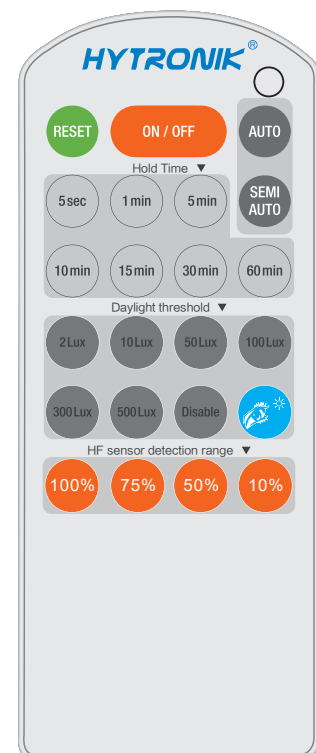 HYTRONIK®
RESET ON / OFF AUTO
Hold Time ▼
5sec 1min 5min SEMI AUTO
10min 15min 30min 60min
Daylight threshold ▼
2Lux 10Lux 50Lux 100Lux
300Lux 500Lux Disable
HF sensor detection range ▼
100% 75% 50% 10%